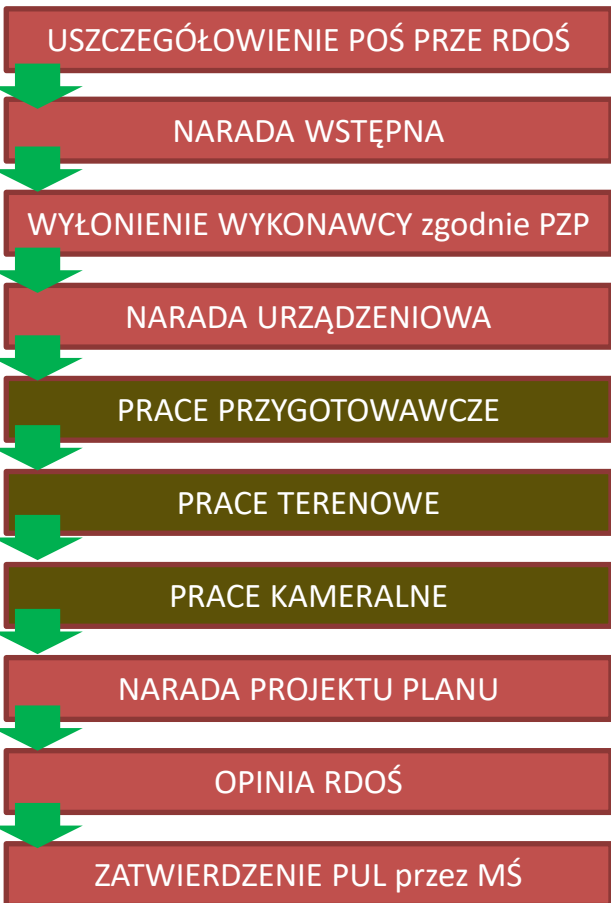 USZCZEGÓŁOWIENIE POŚ PRZE RDOŚ
NARADA WSTĘPNA
WYŁONIENIE WYKONAWCY zgodnie PZP
NARADA URZĄDZENIOWA
PRACE PRZYGOTOWAWCZE
PRACE TERENOWE
PRACE KAMERALNE
NARADA PROJEKTU PLANU
OPINIA RDOŚ
ZATWIERDZENIE PUL przez MŚ